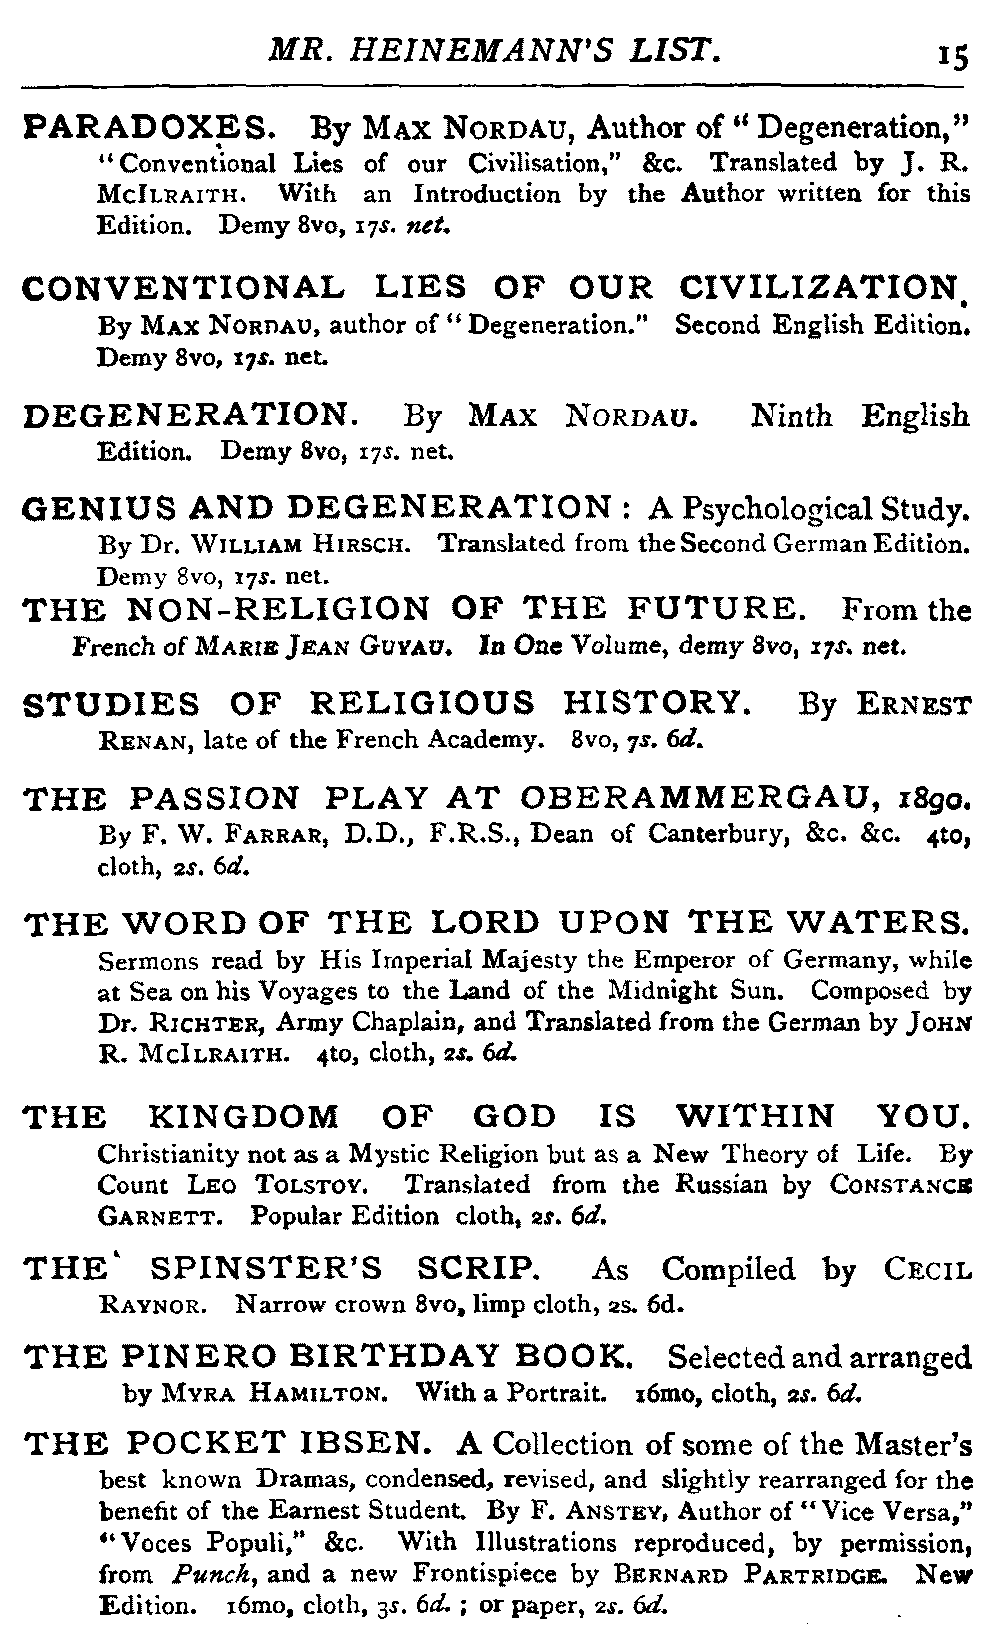 MR. HEINEMANN'S LIST. 15
PARADOXES. By MAX NORDAU, Author of "Degeneration,"
"Conventional Lies of our Civilisation," &c. Translated by J. R.
MCILRAITH. With an Introduction by the Author written for this
Edition. Demy 8vo, 17s. net.
CONVENTIONAL LIES OF OUR CIVILIZATION.
By MAX NORDAU, author of "Degeneration." Second English Edition.
Demy 8vo, 17s. net.
DEGENERATION. By MAX NORDAU. Ninth English
Edition. Demy 8vo, 17s. net.
GENIUS AND DEGENERATION : A Psychological Study.
By Dr. WILLIAM HIRSCH. Translated from the Second German Edition.
Demy 8vo, 17s. net.
THE NON-RELIGION OF THE FUTURE. From the
French of MARIE JEAN GUYAU. In One Volume, demy 8vo, 17s. net.
STUDIES OF RELIGIOUS HISTORY. By ERNEST
RENAN, late of the French Academy. 8vo, 7s. 6d.
THE PASSION PLAY AT OBERAMMERGAU, 1890.
By F. W. FARRAR, D.D., F.R.S., Dean of Canterbury, &c. &c. 4to,
cloth, 2s. 6d.
THE WORD OF THE LORD UPON THE WATERS.
Sermons read by His Imperial Majesty the Emperor of Germany, while
at Sea on his Voyages to the Land of the Midnight Sun. Composed by
Dr. RICHTER, Army Chaplain, and Translated from the German by JOHN
R. MCILRAITH. 4to, cloth, 2s. 6d.
THE KINGDOM OF GOD IS WITHIN YOU.
Christianity not as a Mystic Religion but as a New Theory of Life. By
Count LEO TOLSTOY. Translated from the Russian by CONSTANCE
GARNETT. Popular Edition cloth, 2s. 6d.
THE SPINSTER'S SCRIP. As Compiled by CECIL
RAYNOR. Narrow crown 8vo, limp cloth, 2s. 6d.
THE PINERO BIRTHDAY BOOK. Selected and arranged
by MYRA HAMILTON. With a Portrait. 16mo, cloth, 2s. 6d.
THE POCKET IBSEN. A Collection of some of the Master's
best known Dramas, condensed, revised, and slightly rearranged for the
benefit of the Earnest Student. By F. ANSTEY, Author of "Vice Versa,"
"Voces Populi," &c. With Illustrations reproduced, by permission,
from Punch, and a new Frontispiece by BERNARD PARTRIDGE. New
Edition. 16mo, cloth, 3s. 6d. ; or paper, 2s. 6d.